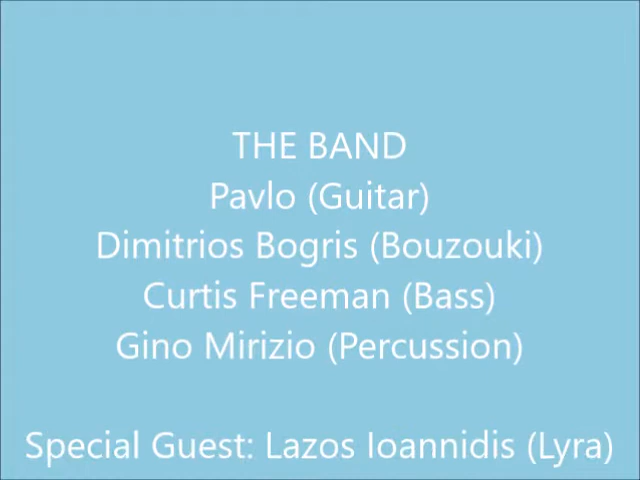 THE BAND
Pavlo (Guitar)
Dimitrios Bogris (Bouzouki)
Curtis Freeman (Bass)
Gino Mirizio (Percussion)
Special Guest: Lazos Ioannidis (Lyra)